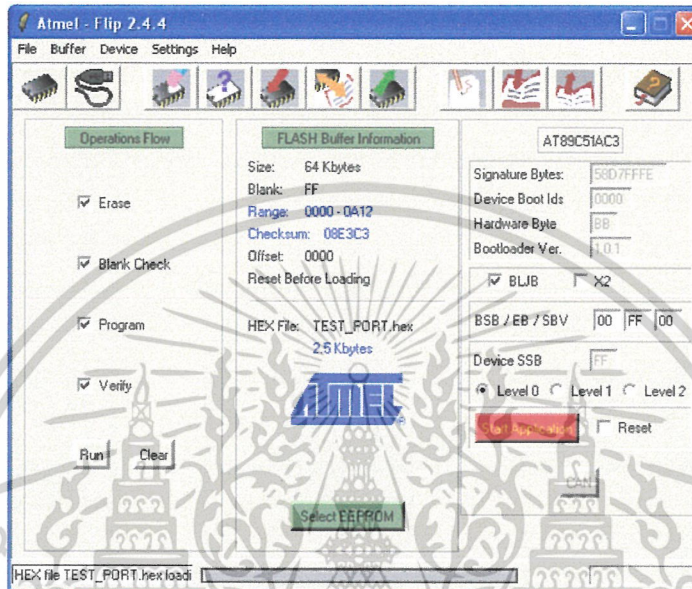 Atmel - Flip 2.4.4
File Buffer Device Settings Help
Operations Flow
Erase
Blank Check
Program
Verify
Run Clear
FLASH Buffer Information
Size: 64 Kbytes
Blank: FF
Range: 0000 - 0A12
Checksum: 08E3C3
Offset: 0000
Reset Before Loading
HEX File: TEST_PORT.hex
2.5 Kbytes
ATMEL
Select EEPROM
AT89C51AC3
Signature Bytes: 58D7FFFE
Device Boot Ids 0000
Hardware Byte BB
Bootloader Ver. 1.0.1
BLJB X2
BSB / EB / SBV 00 FF 00
Device SSB FF
Level 0 Level 1 Level 2
Start Application Reset
CAN
HEX file TEST_PORT.hex loadi